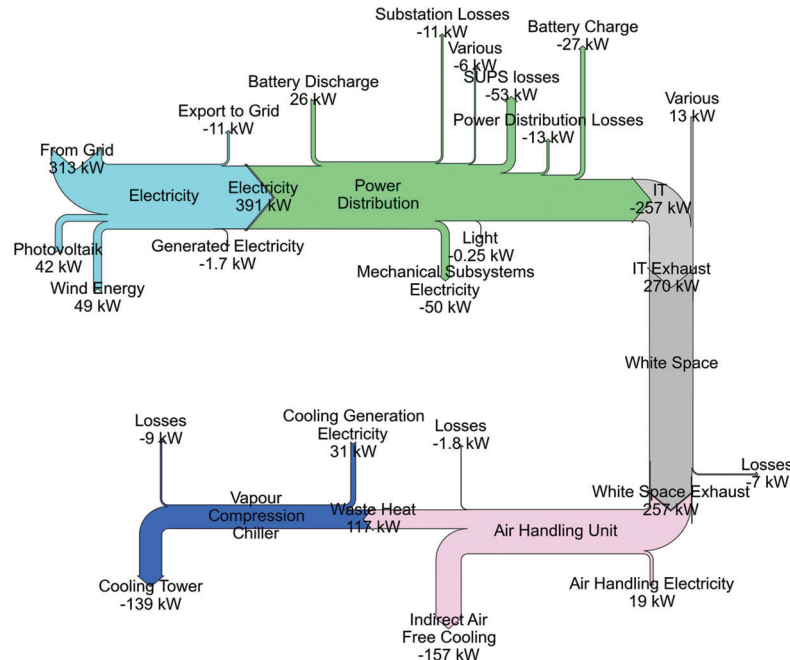 Substation Losses
-11 kW
Battery Charge
-27 kW
Various
-6 kW
SUPS losses
-53 kW
Battery Discharge
26 kW
Export to Grid
-11 kW
Power Distribution Losses
-13 kW
Various
13 kW
From Grid
313 kW
Electricity
Electricity
391 kW
Power
Distribution
IT
-257 kW
Photovoltaik
42 kW
Wind Energy
49 kW
Generated Electricity
-1.7 kW
Light
-0.25 kW
Mechanical Subsystems
Electricity
-50 kW
IT Exhaust
270 kW
White Space
Losses
-9 kW
Cooling Generation
Electricity
31 kW
Losses
-1.8 kW
Losses
-7 kW
White Space Exhaust
257 kW
Vapour
Compression
Chiller
Waste Heat
117 kW
Air Handling Unit
Cooling Tower
-139 kW
Air Handling Electricity
19 kW
Indirect Air
Free Cooling
-157 kW